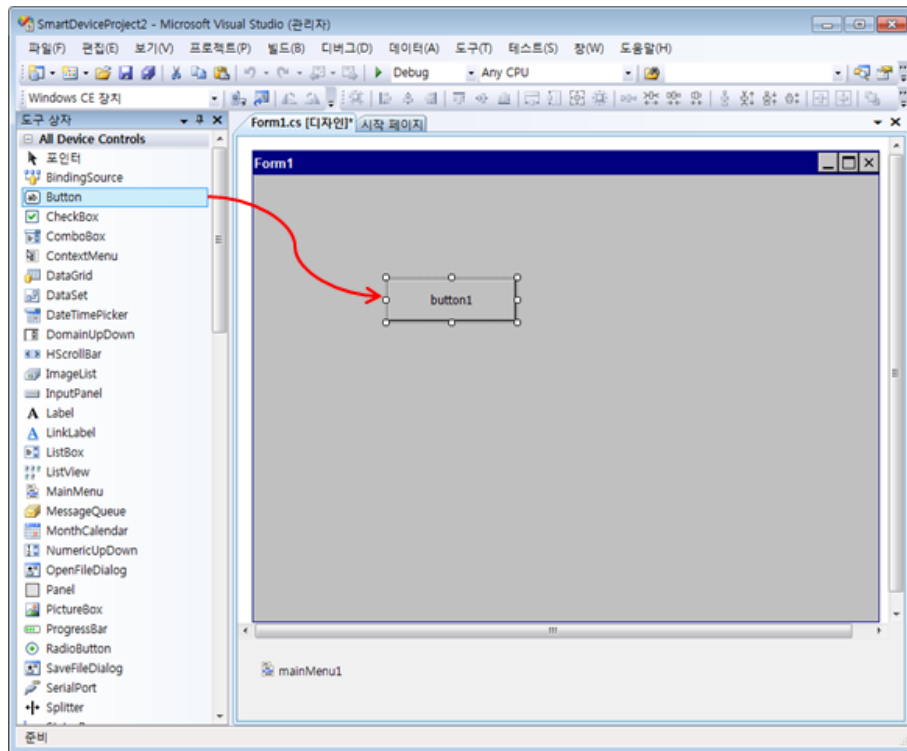 SmartDeviceProject2 - Microsoft Visual Studio (관리자)
파일(F) 편집(E) 보기(V) 프로젝트(P) 빌드(B) 디버그(D) 데이터(A) 도구(T) 테스트(S) 창(W) 도움말(H)
Debug Any CPU
Windows CE 장치
도구 상자
Form1.cs [디자인]* 시작 페이지
All Device Controls
포인터
BindingSource
Button
CheckBox
ComboBox
ContextMenu
DataGrid
DataSet
DateTimePicker
DomainUpDown
HScrollBar
ImageList
InputPanel
Label
LinkLabel
ListBox
ListView
MainMenu
MessageQueue
MonthCalendar
NumericUpDown
OpenFileDialog
Panel
PictureBox
ProgressBar
RadioButton
SaveFileDialog
SerialPort
Splitter
Form1
button1
mainMenu1
준비